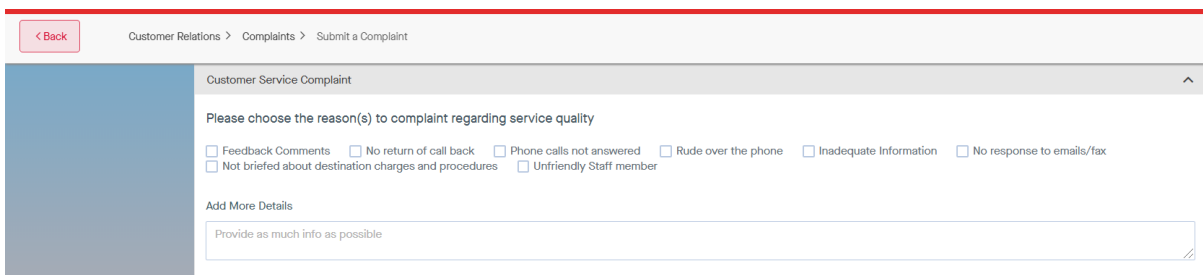 < Back
Customer Relations > Complaints > Submit a Complaint
Customer Service Complaint
Please choose the reason(s) to complaint regarding service quality
Feedback Comments No return of call back Phone calls not answered Rude over the phone Inadequate Information No response to emails/fax
Not briefed about destination charges and procedures Unfriendly Staff member
Add More Details
Provide as much info as possible